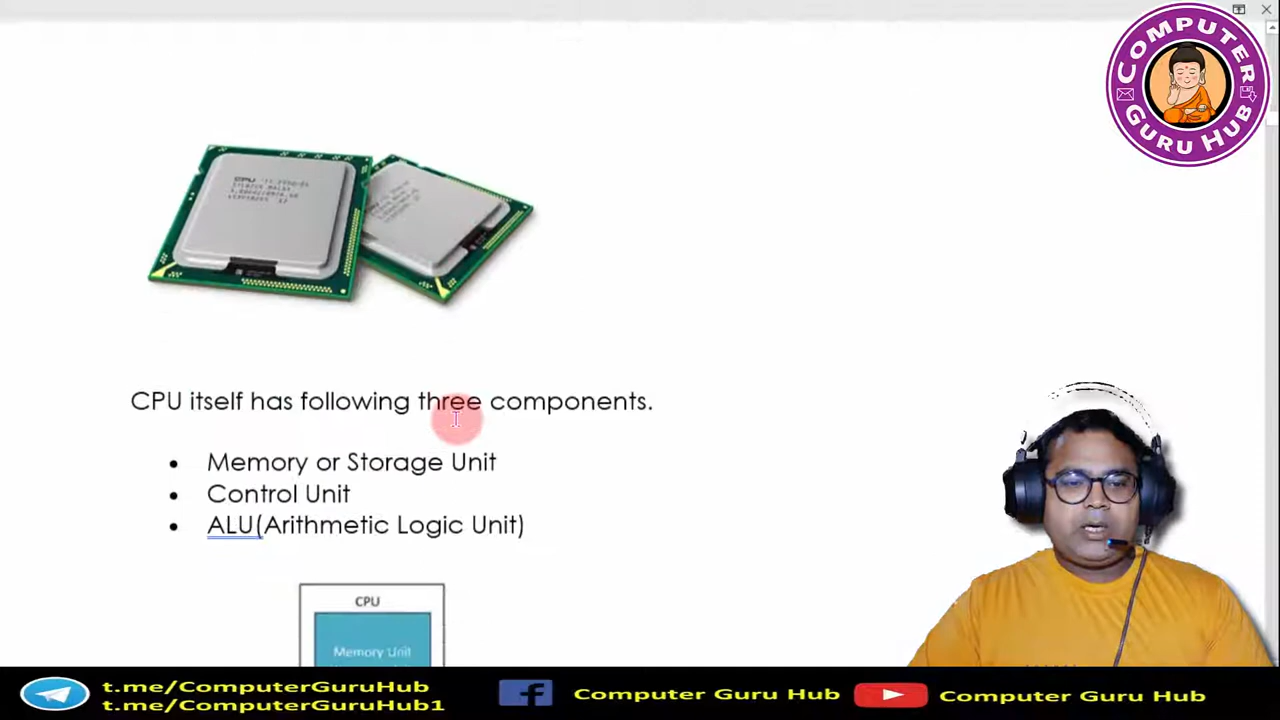 COMPUTER
GURU HUB
CPU
CPU itself has following three components.
• Memory or Storage Unit
• Control Unit
• ALU(Arithmetic Logic Unit)
CPU
Memory Unit
t.me/ComputerGuruHub
t.me/ComputerGuruHub1
Computer Guru Hub
Computer Guru Hub